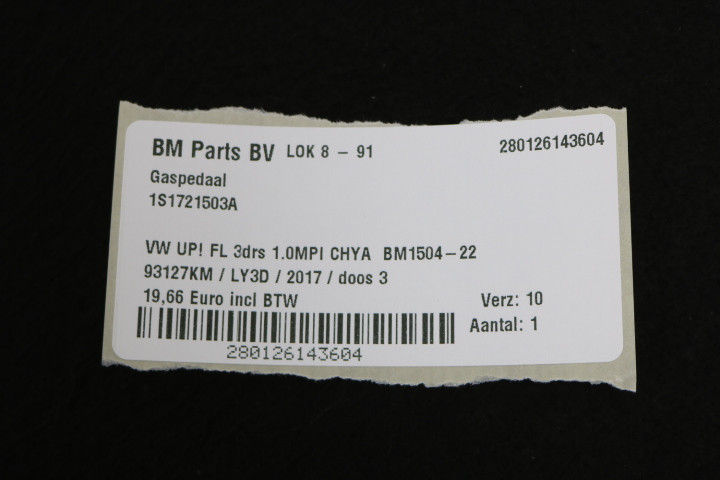 BM Parts BV LOK 8 - 91 280126143604
Gaspedaal
1S1721503A
VW UP! FL 3drs 1.0MPI CHYA BM1504-22
93127KM / LY3D / 2017 / doos 3
19,66 Euro incl BTW Verz: 10
Aantal: 1
280126143604